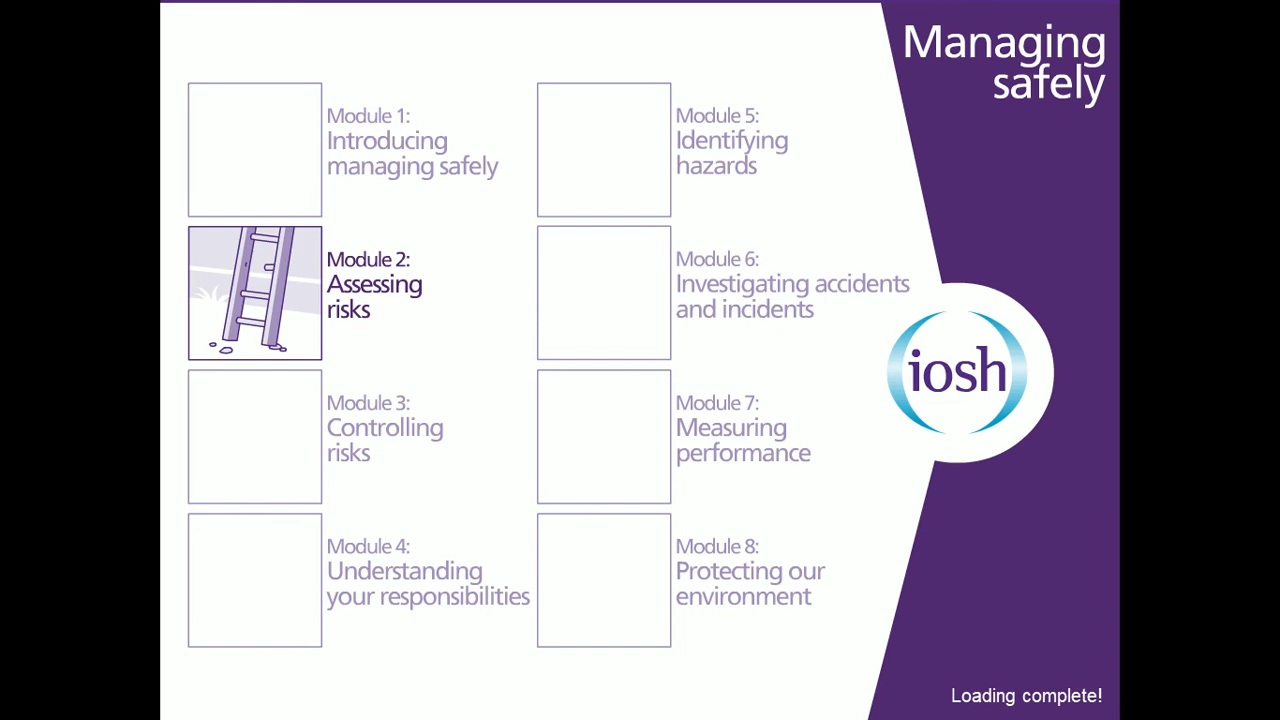 Managing
safely
Module 1:
Introducing
managing safely
Module 2:
Assessing
risks
Module 3:
Controlling
risks
Module 4:
Understanding
your responsibilities
Module 5:
Identifying
hazards
Module 6:
Investigating accidents
and incidents
Module 7:
Measuring
performance
Module 8:
Protecting our
environment
iosh
Loading complete!